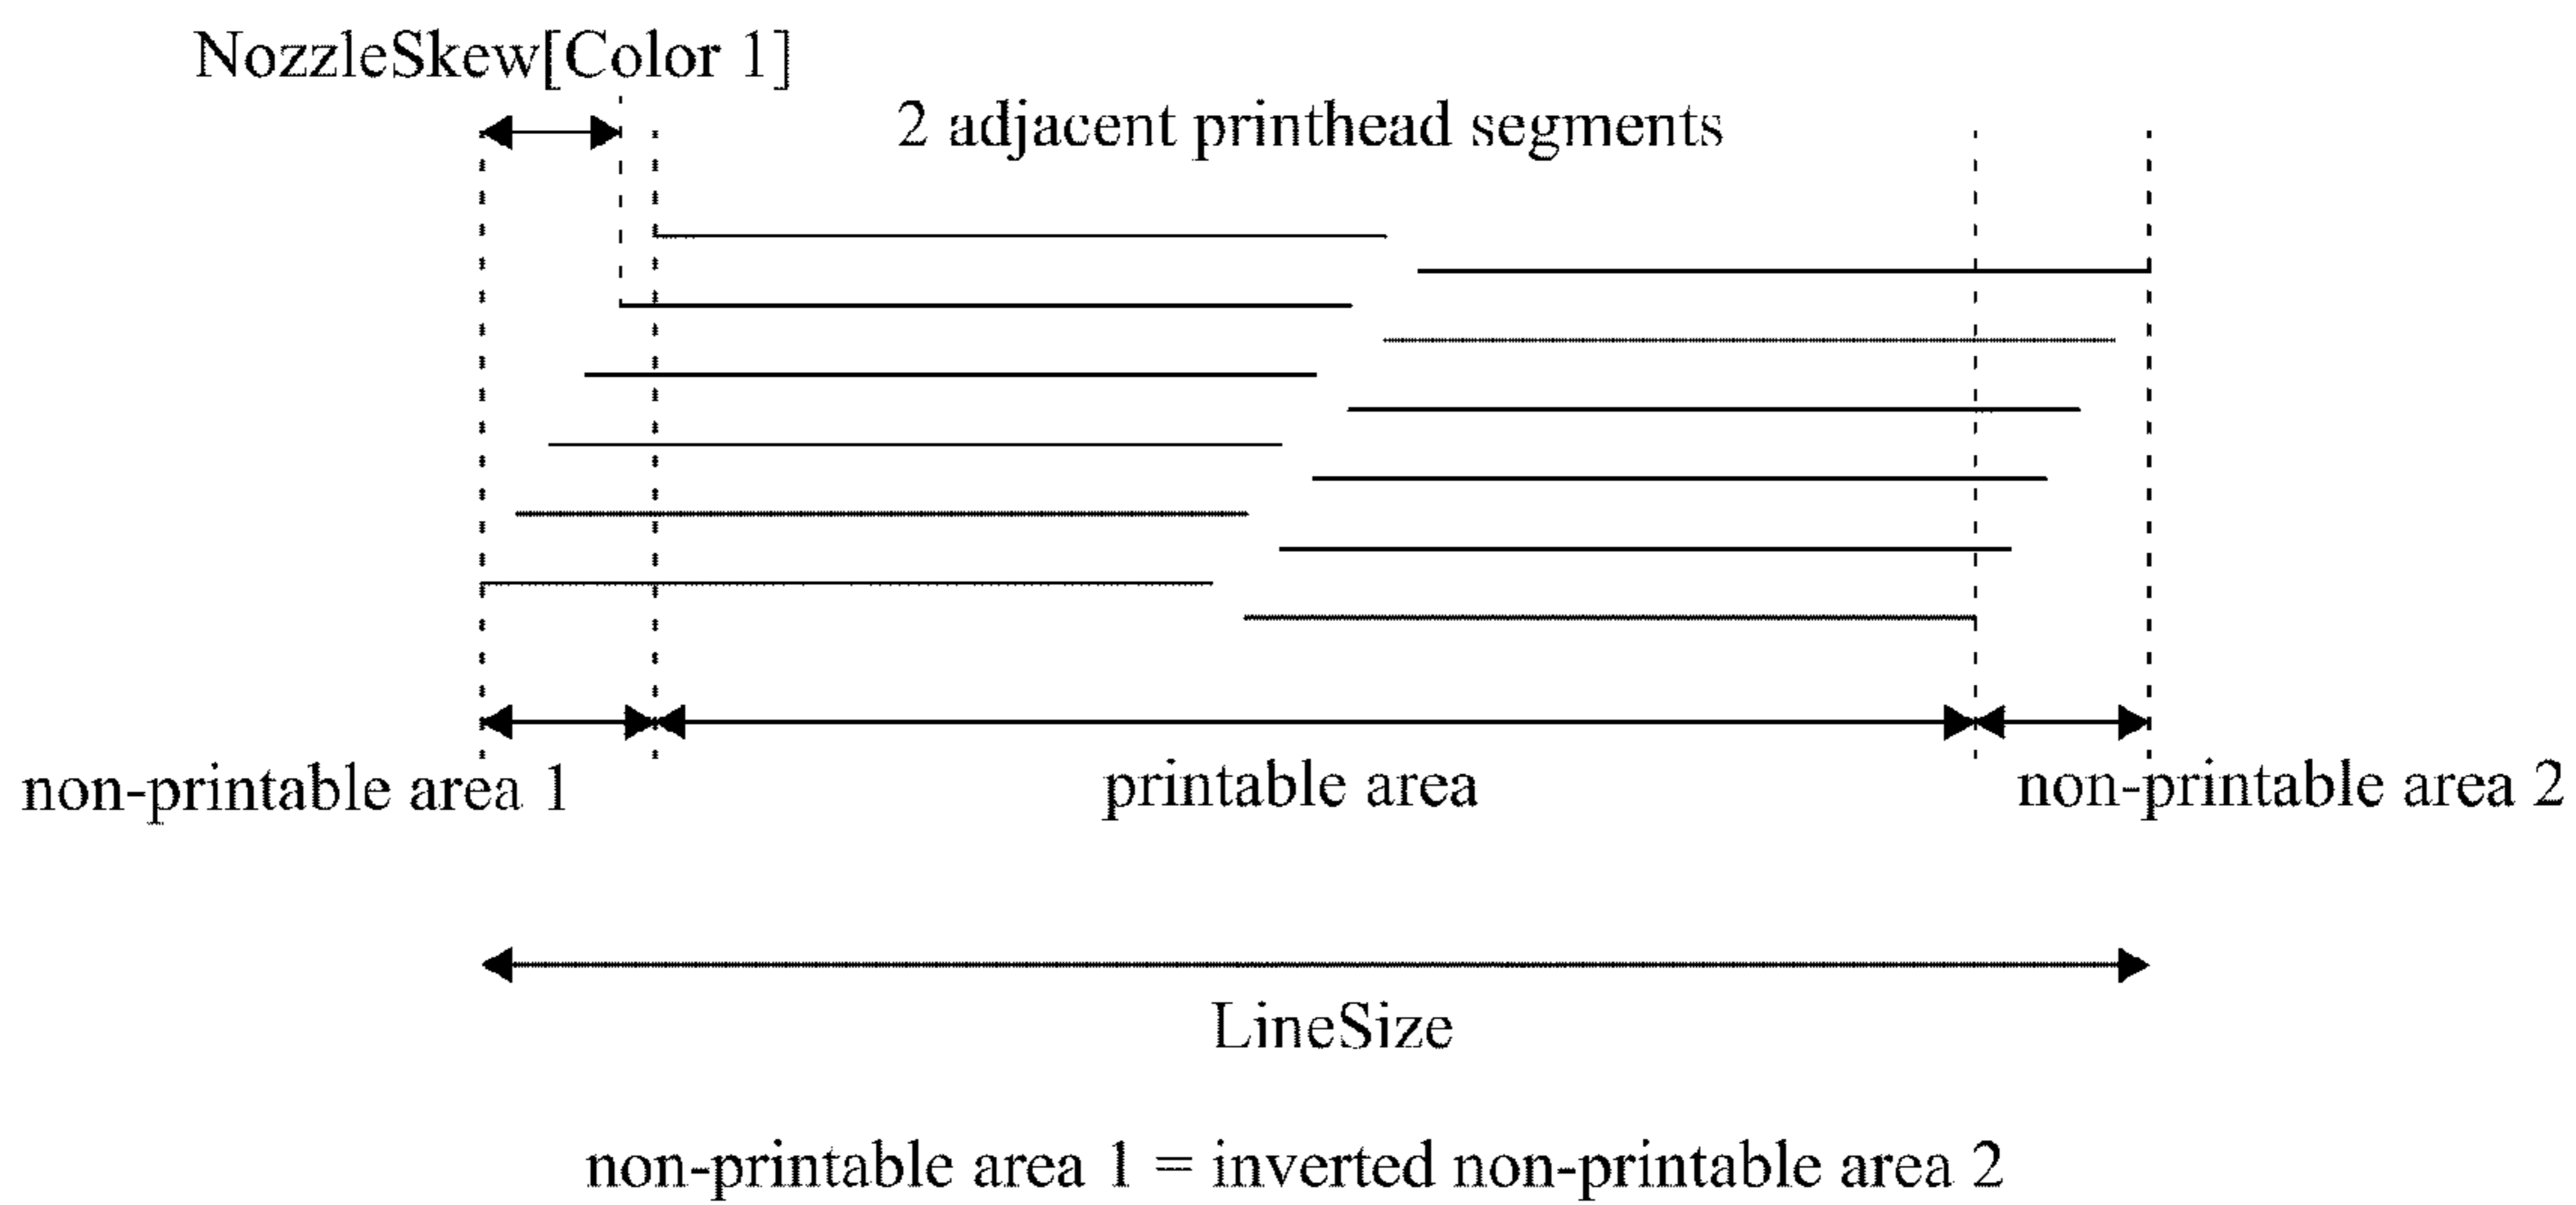 NozzleSkew[Color 1]
2 adjacent printhead segments
non-printable area 1
printable area
non-printable area 2
LineSize
non-printable area 1 = inverted non-printable area 2